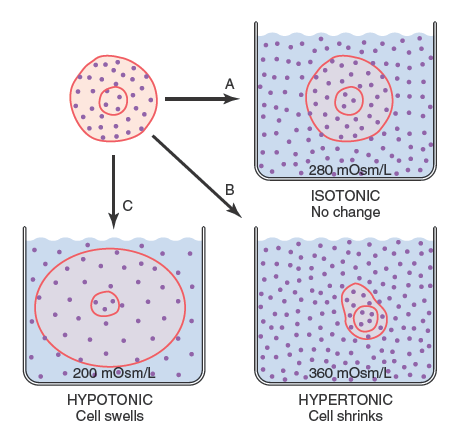 A
280 mOsm/L
ISOTONIC
No change
B
C
200 mOsm/L
HYPOTONIC
Cell swells
360 mOsm/L
HYPERTONIC
Cell shrinks